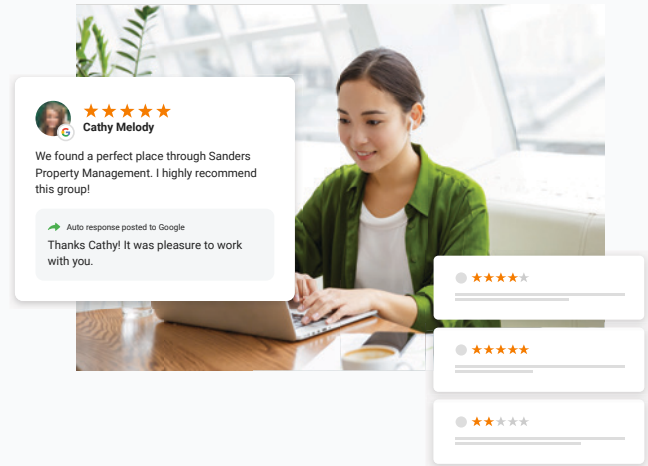 Cathy Melody
We found a perfect place through Sanders
Property Management. I highly recommend
this group!
Auto response posted to Google
Thanks Cathy! It was pleasure to work
with you.